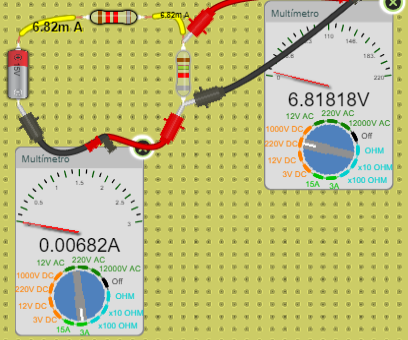 6.82m A
6.82m A
Multímetro
119
146.
183.
0
220
6.81818V
220V AC
12V AC
12000V AC
1000V DC
Off
220V DC
OHM
12V DC
x10 OHM
3V DC
x100 OHM
15A
3A
Multímetro
0.5
1
1.5
2
2.5
3
0.00682A
220V AC
12V AC
12000V AC
1000V DC
Off
220V DC
OHM
12V DC
x10 OHM
3V DC
x100 OHM
15A
3A